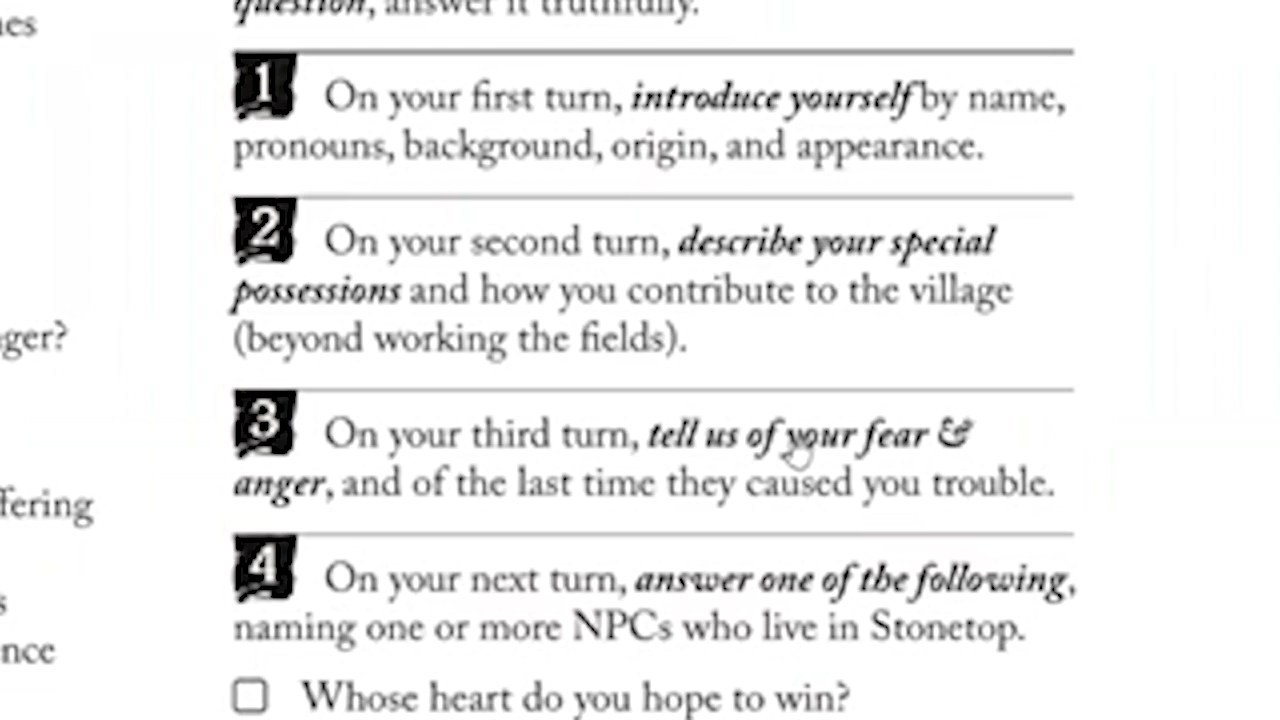 nes
question, answer it truthfully.
1 On your first turn, introduce yourself by name,
pronouns, background, origin, and appearance.
2 On your second turn, describe your special
possessions and how you contribute to the village
ger?
(beyond working the fields).
3 On your third turn, tell us of your fear &
anger, and of the last time they caused you trouble.
ffering
4 On your next turn, answer one of the following,
naming one or more NPCs who live in Stonetop.
s
nce
Whose heart do you hope to win?